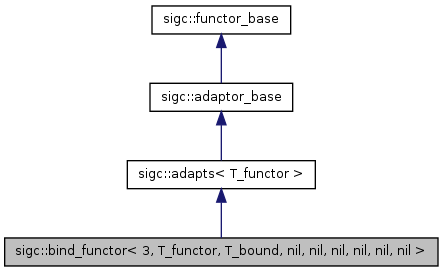 sigc::functor_base
sigc::adaptor_base
sigc::adapts< T_functor >
sigc::bind_functor< 3, T_functor, T_bound, nil, nil, nil, nil, nil, nil >